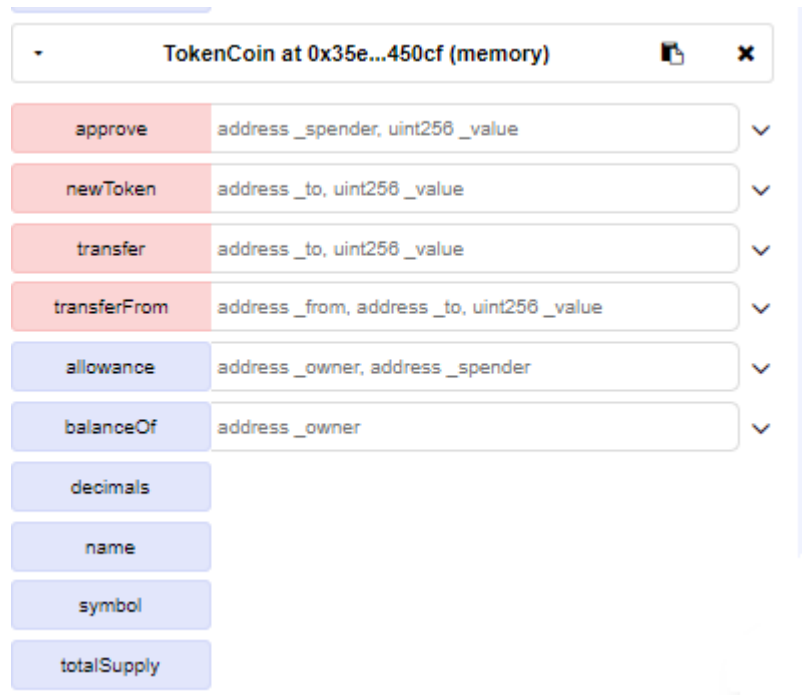 TokenCoin at 0x35e...450cf (memory)
approve address _spender, uint256 _value
newToken address _to, uint256 _value
transfer address _to, uint256 _value
transferFrom address _from, address _to, uint256 _value
allowance address _owner, address _spender
balanceOf address _owner
decimals
name
symbol
totalSupply